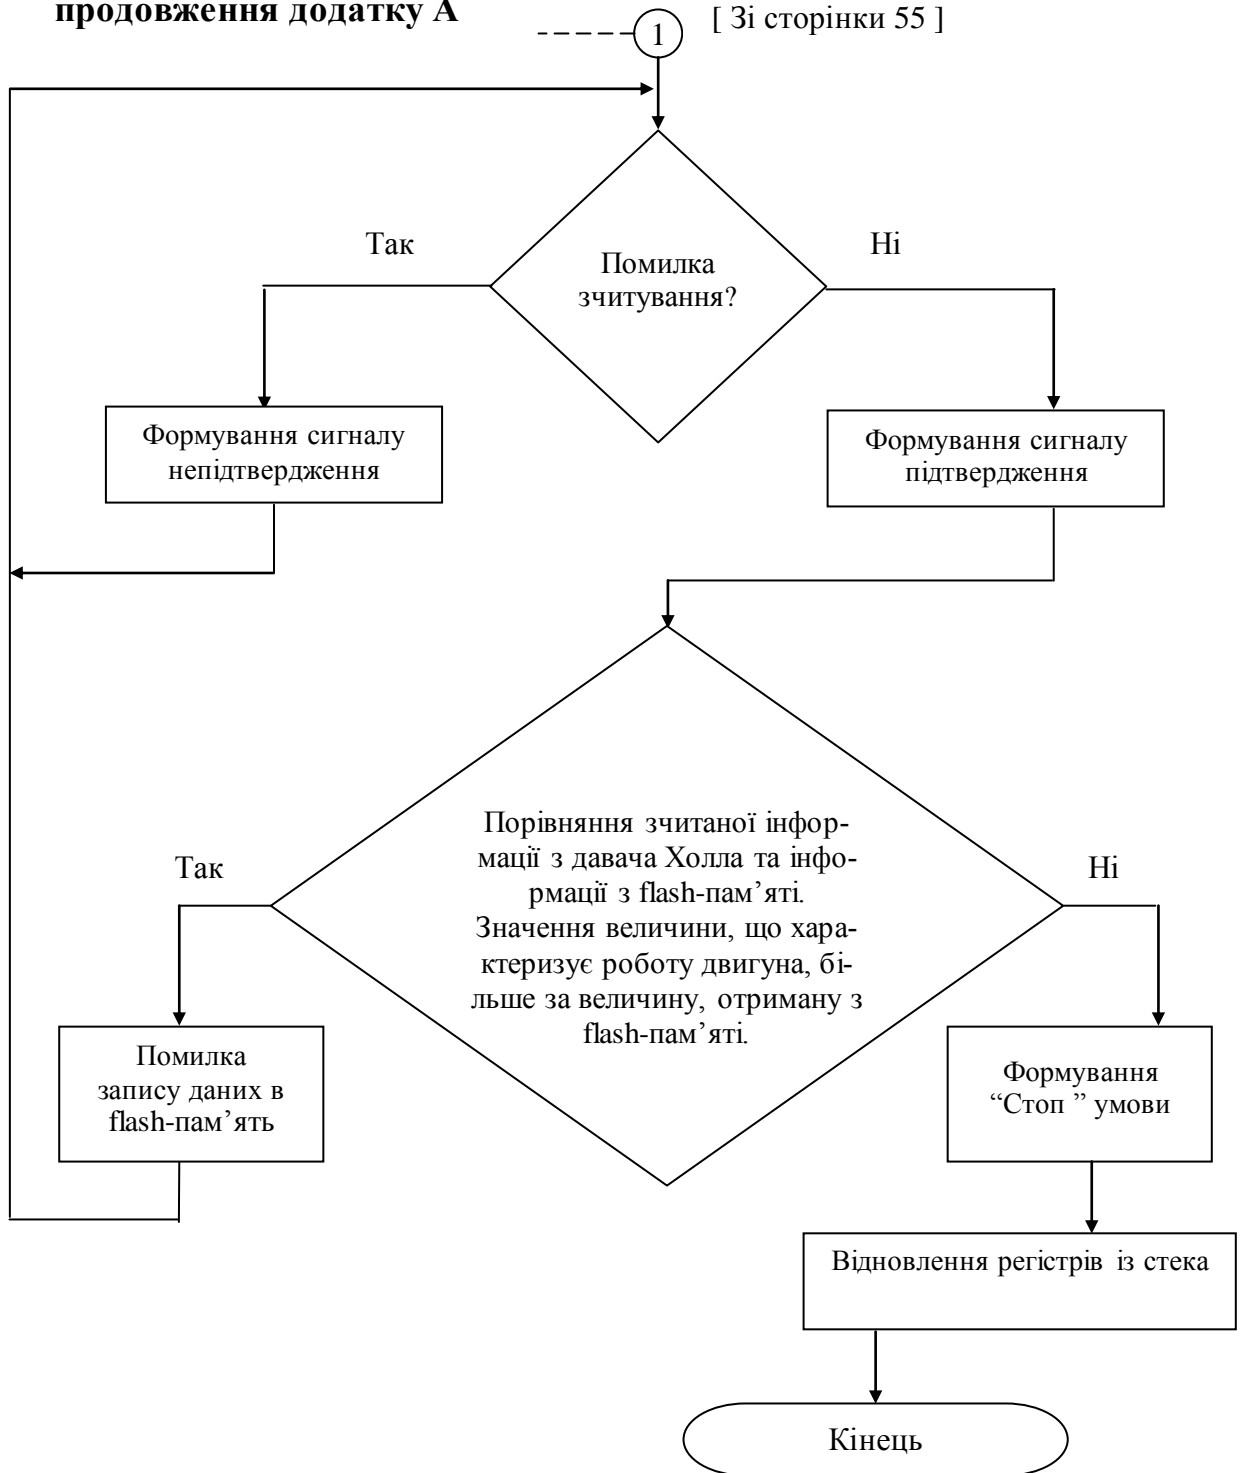 продовження додатку А
1
[ Зі сторінки 55 ]
Так
Ні
Помилка
зчитування?
Формування сигналу
непідтвердження
Формування сигналу
підтвердження
Так
Ні
Порівняння зчитаної інфор-
мації з давача Холла та інфо-
рмації з flash-пам’яті.
Значення величини, що хара-
ктеризує роботу двигуна, бі-
льше за величину, отриману з
flash-пам’яті.
Помилка
запису даних в
flash-пам’ять
Формування
“Стоп ” умови
Відновлення регістрів із стека
Кінець